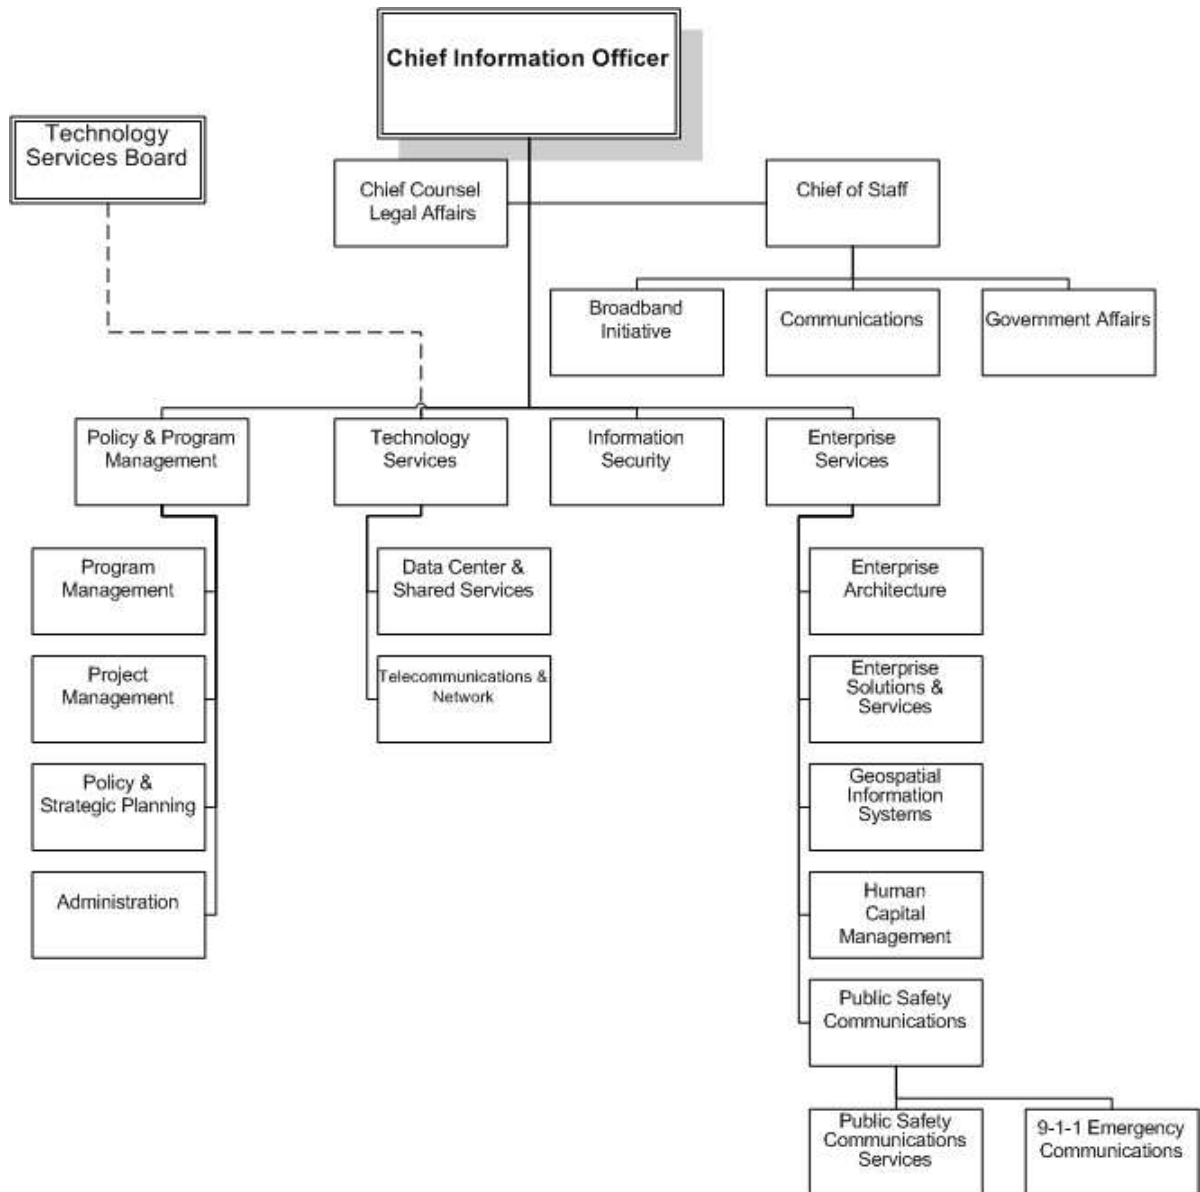 Chief Information Officer
Technology
Services Board
Chief Counsel
Legal Affairs
Chief of Staff
Broadband
Initiative
Communications
Government Affairs
Policy & Program
Management
Technology
Services
Information
Security
Enterprise
Services
Program
Management
Project
Management
Policy &
Strategic Planning
Administration
Data Center &
Shared Services
Telecommunications &
Network
Enterprise
Architecture
Enterprise
Solutions &
Services
Geospatial
Information
Systems
Human
Capital
Management
Public Safety
Communications
Public Safety
Communications
Services
9-1-1 Emergency
Communications